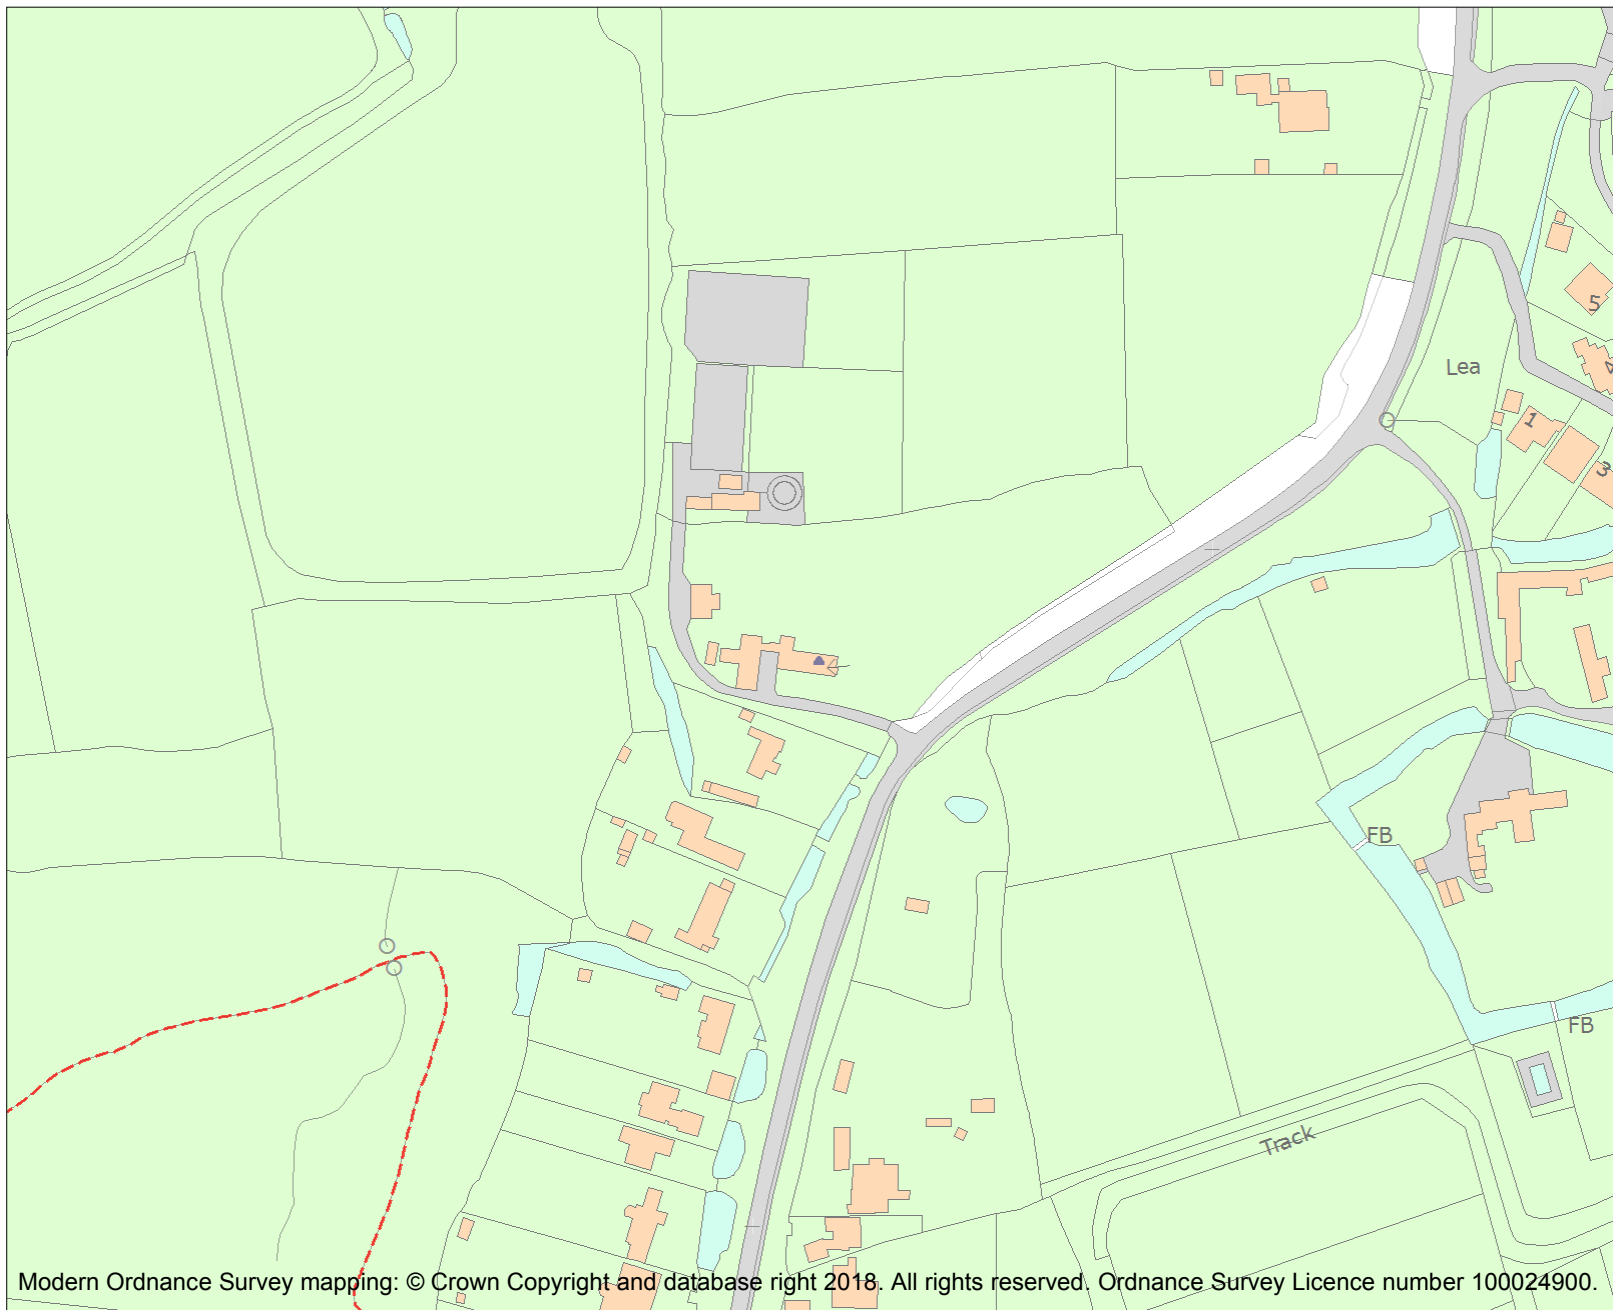 5
Lea
4
1
3
FB
FB
Track
Modern Ordnance Survey mapping: © Crown Copyright and database right 2018. All rights reserved. Ordnance Survey Licence number 100024900.